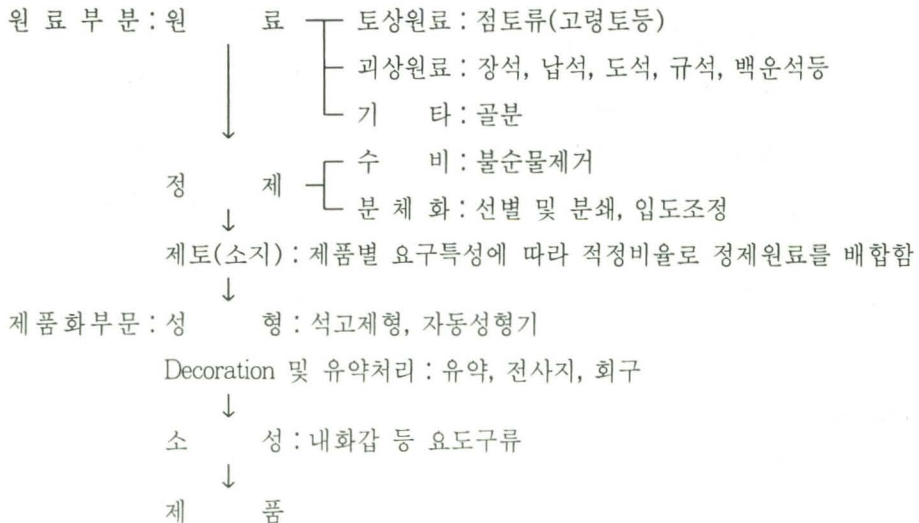 원 료 부 분 : 원 료 토상원료 : 점토류(고령토등)
괴상원료 : 장석, 납석, 도석, 규석, 백운석등
기 타 : 골분
수 비 : 불순물제거
정 제
분 체 화 : 선별 및 분쇄, 입도조정
↓
제토(소지) : 제품별 요구특성에 따라 적정비율로 정제원료를 배합함
↓
제품화부문 : 성 형 : 석고제형, 자동성형기
Decoration 및 유약처리 : 유약, 전사지, 회구
↓
소 성 : 내화갑 등 요도구류
↓
제 품